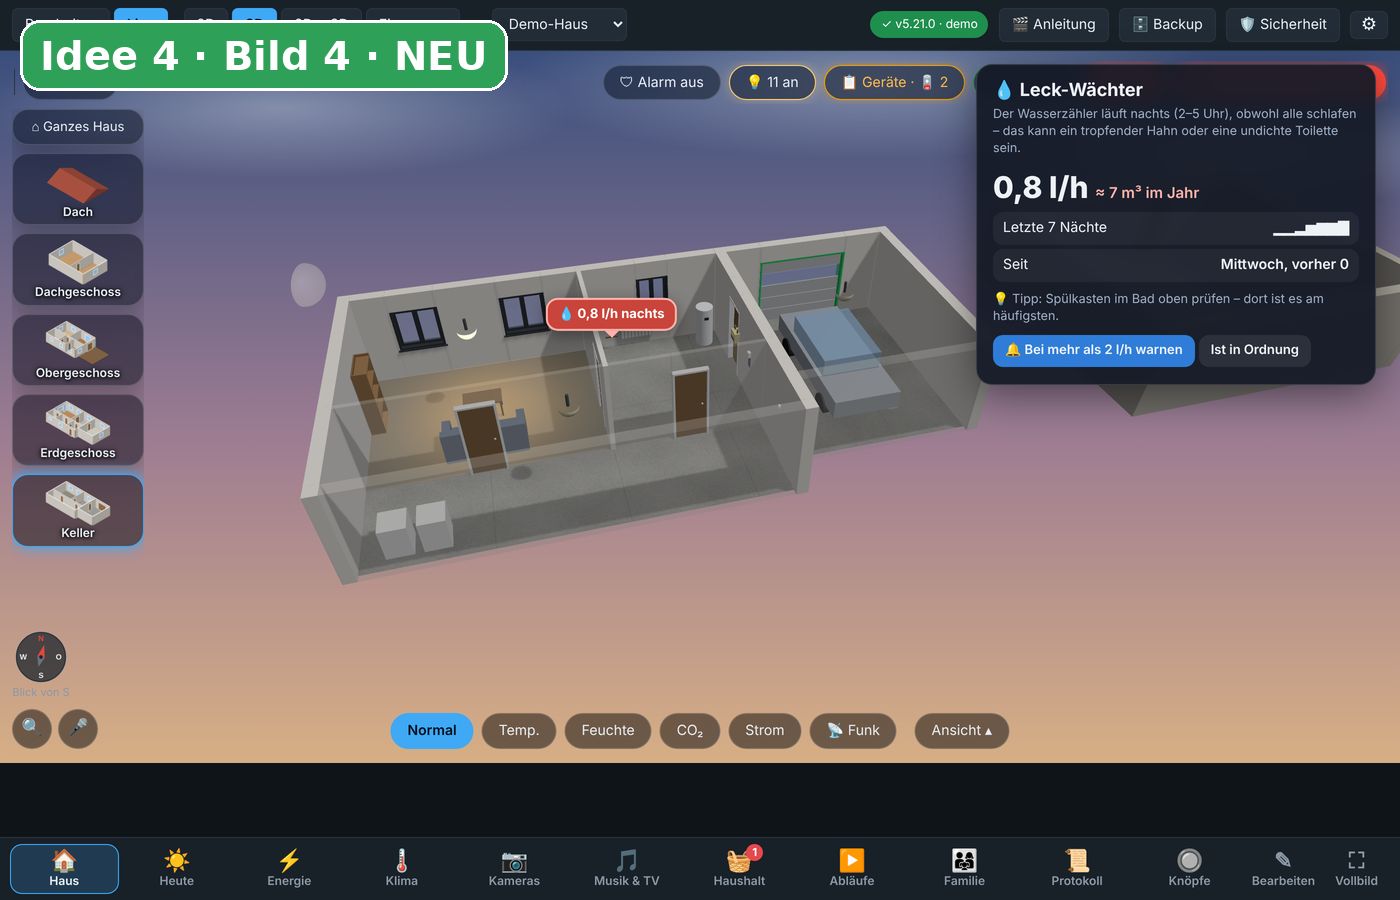 Demo-Haus
✓ v5.21.0 · demo
🎬 Anleitung
🗄️ Backup
🛡️ Sicherheit
Idee 4 · Bild 4 · NEU
🛡 Alarm aus
💡 11 an
📋 Geräte · 🪫 2
⌂ Ganzes Haus
Dach
Dachgeschoss
Obergeschoss
Erdgeschoss
Keller
💧 Leck-Wächter
Der Wasserzähler läuft nachts (2–5 Uhr), obwohl alle schlafen
– das kann ein tropfender Hahn oder eine undichte Toilette
sein.
0,8 l/h ≈ 7 m³ im Jahr
Letzte 7 Nächte
Seit Mittwoch, vorher 0
💡 Tipp: Spülkasten im Bad oben prüfen – dort ist es am
häufigsten.
🔔 Bei mehr als 2 l/h warnen
Ist in Ordnung
💧 0,8 l/h nachts
N
W O
S
Blick von S
Normal
Temp.
Feuchte
CO₂
Strom
📡 Funk
Ansicht ▴
Haus
Heute
Energie
Klima
Kameras
Musik & TV
1
Haushalt
Abläufe
Familie
Protokoll
Knöpfe
Bearbeiten
Vollbild